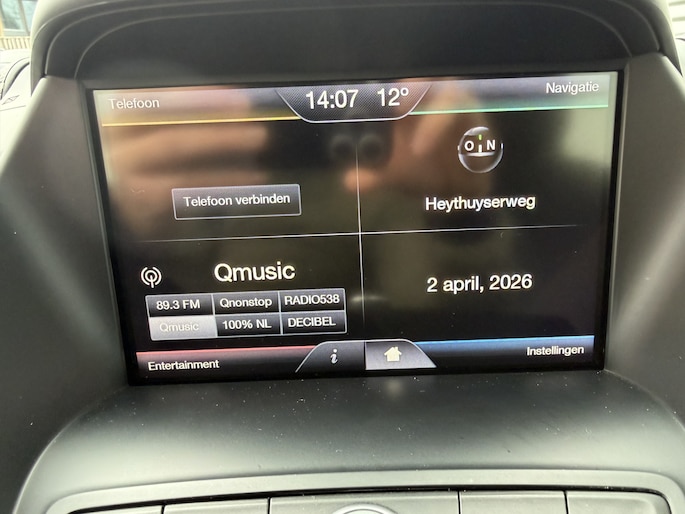 Telefoon
14:07 12°
Navigatie
O N
Telefoon verbinden
Heythuyserweg
Qmusic
89.3 FM Qnonstop RADIO538
Qmusic 100% NL DECIBEL
2 april, 2026
Entertainment
i
Instellingen